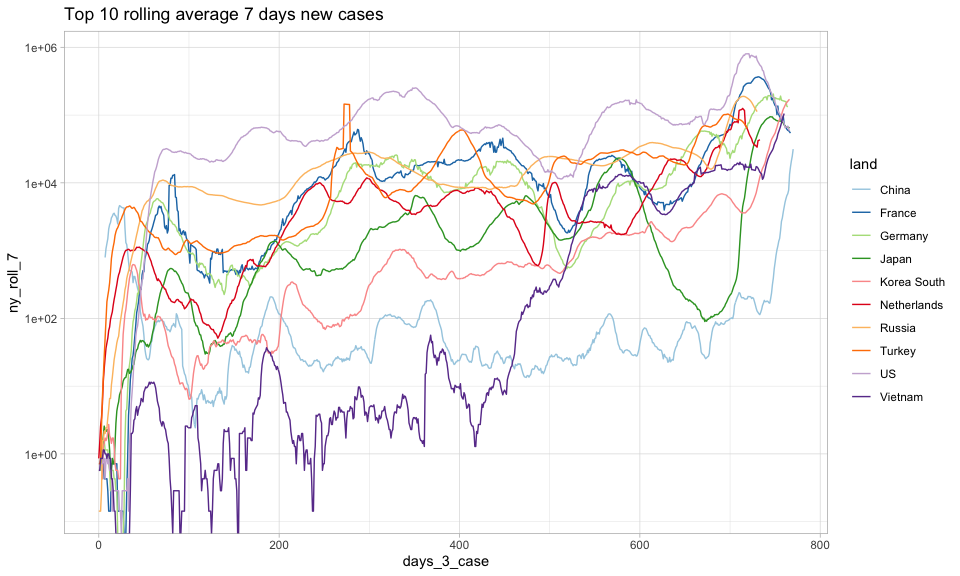 Top 10 rolling average 7 days new cases
ny_roll_7
1e+06
1e+04
1e+02
1e+00
0
200
400
600
800
days_3_case
land
China
France
Germany
Japan
Korea South
Netherlands
Russia
Turkey
US
Vietnam